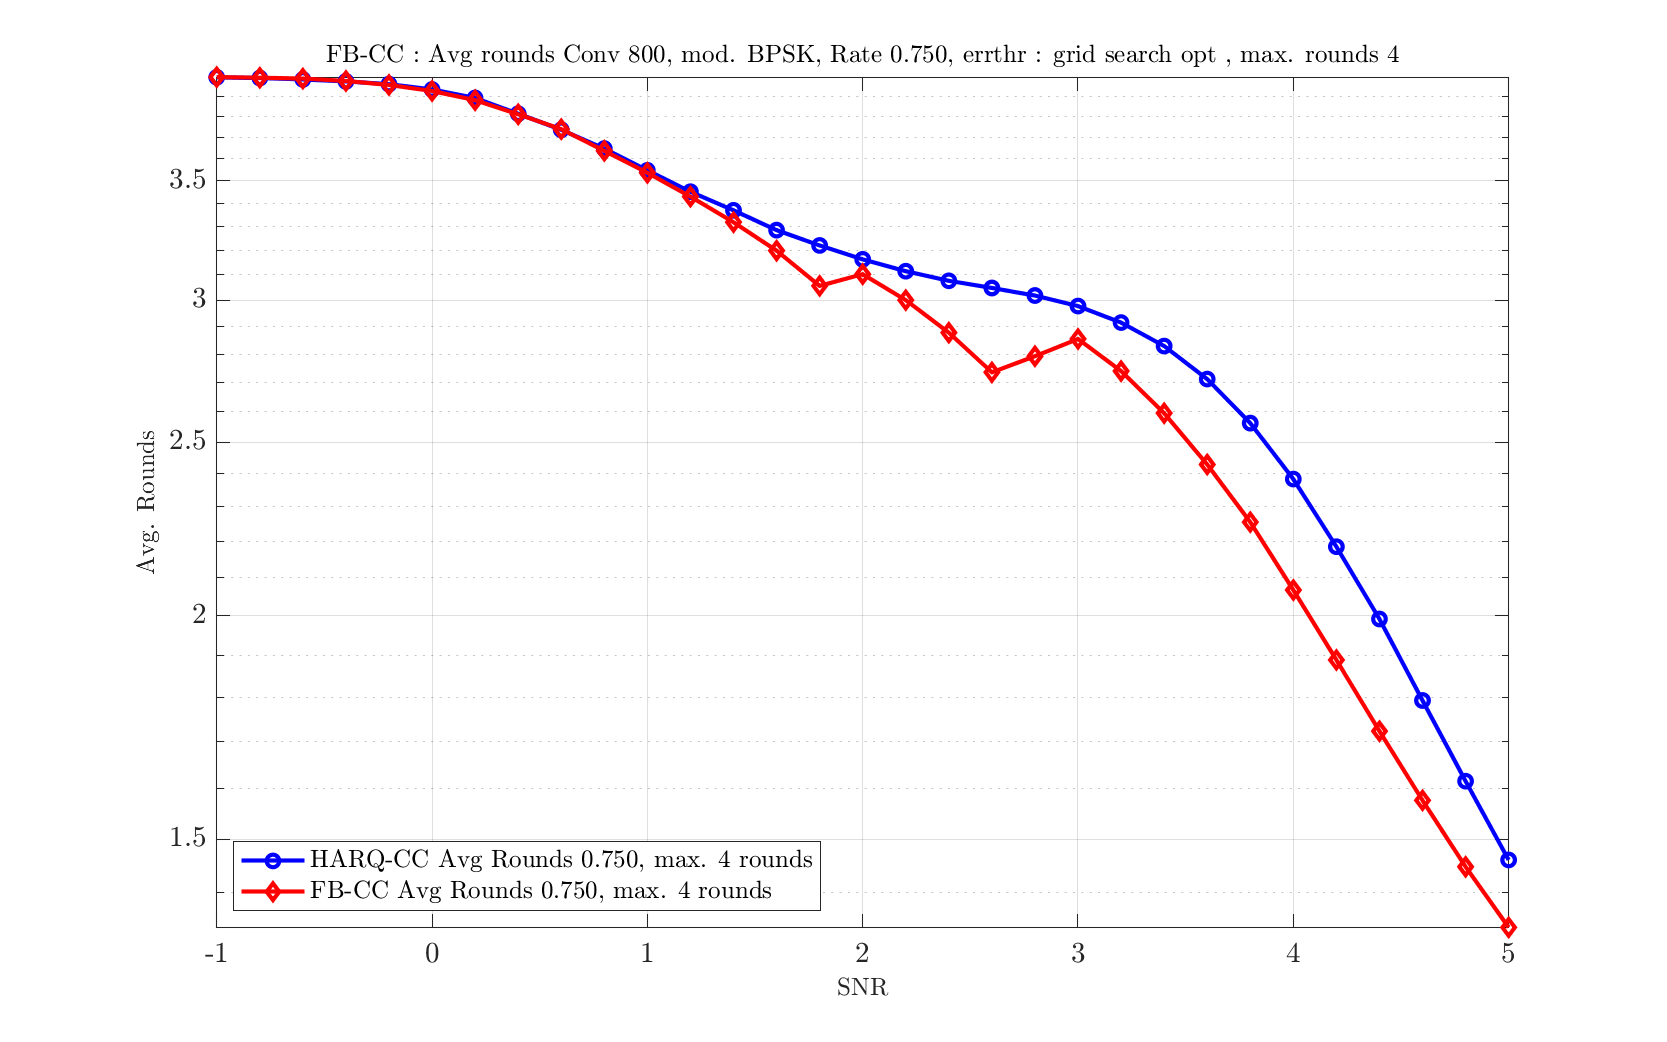 FB-CC : Avg rounds Conv 800, mod. BPSK, Rate 0.750, errthr : grid search opt , max. rounds 4
3.5
3
2.5
2
1.5
Avg. Rounds
HARQ-CC Avg Rounds 0.750, max. 4 rounds
FB-CC Avg Rounds 0.750, max. 4 rounds
-1 0 1 2 3 4 5
SNR